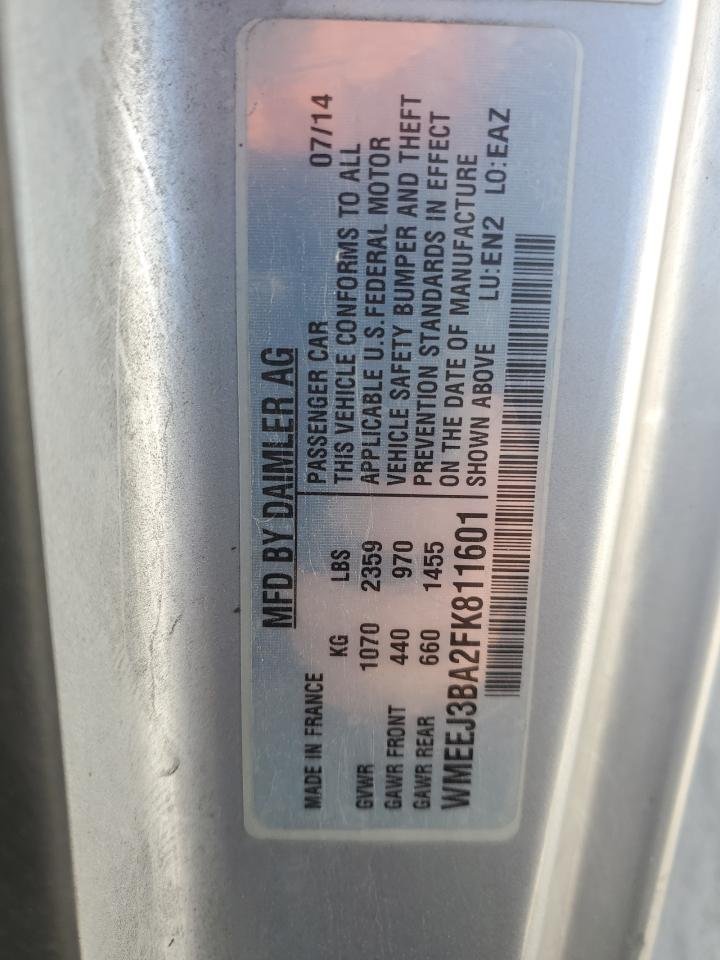 MFD BY DAIMLER AG
MADE IN FRANCE PASSENGER CAR 07/14
KG LBS THIS VEHICLE CONFORMS TO ALL
GVWR 1070 2359 APPLICABLE U.S.FEDERAL MOTOR
GAWR FRONT 440 970 VEHICLE SAFETY BUMPER AND THEFT
GAWR REAR 660 1455 PREVENTION STANDARDS IN EFFECT
ON THE DATE OF MANUFACTURE
WMEEJ3BA2FK811601 SHOWN ABOVE LU:EN2 LO:EAZ